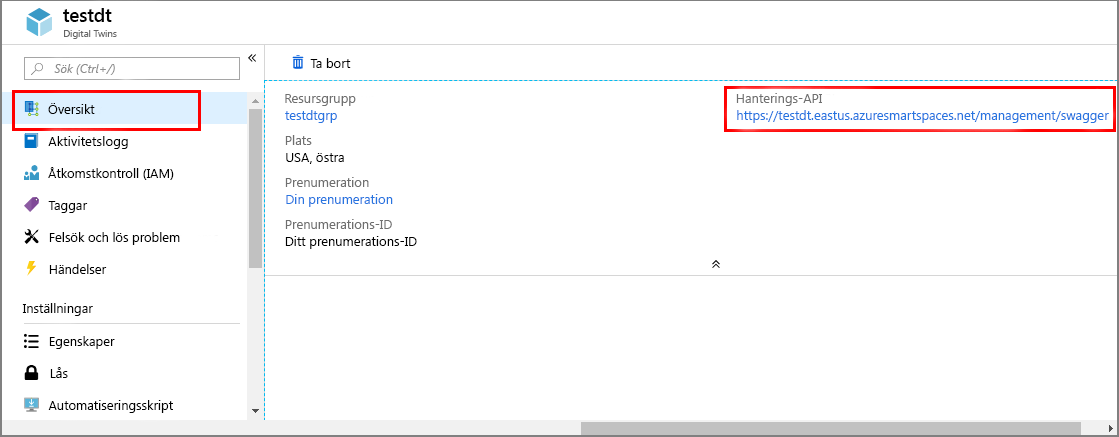 testdt
Digital Twins
Sök (Ctrl+/)
Översikt
Aktivitetslogg
Åtkomstkontroll (IAM)
Taggar
Felsök och lös problem
Händelser
Inställningar
Egenskaper
Lås
Automatiseringsskript
Ta bort
Resursgrupp
testdtgrp
Plats
USA, östra
Prenumeration
Din prenumeration
Prenumerations-ID
Ditt prenumerations-ID
Hanterings-API
https://testdt.eastus.azuresmartspaces.net/management/swagger